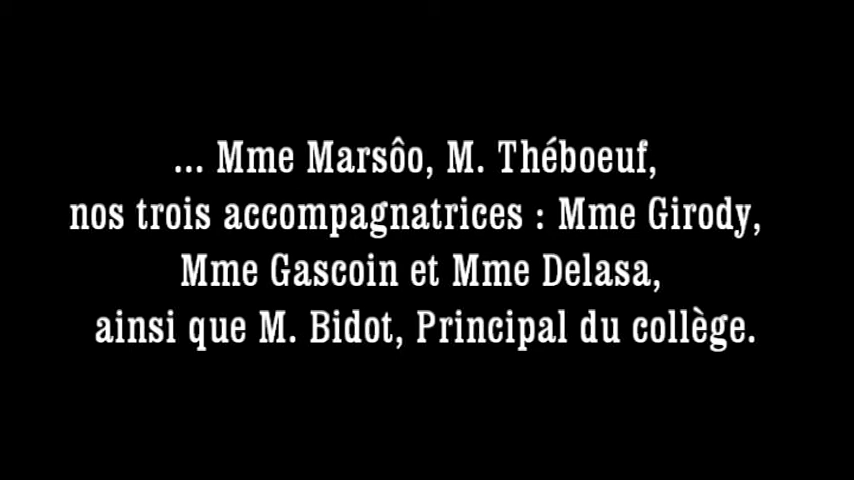 ... Mme Marsôo, M. Théboeuf,
nos trois accompagnatrices : Mme Girody,
Mme Gascoin et Mme Delasa,
ainsi que M. Bidot, Principal du collège.